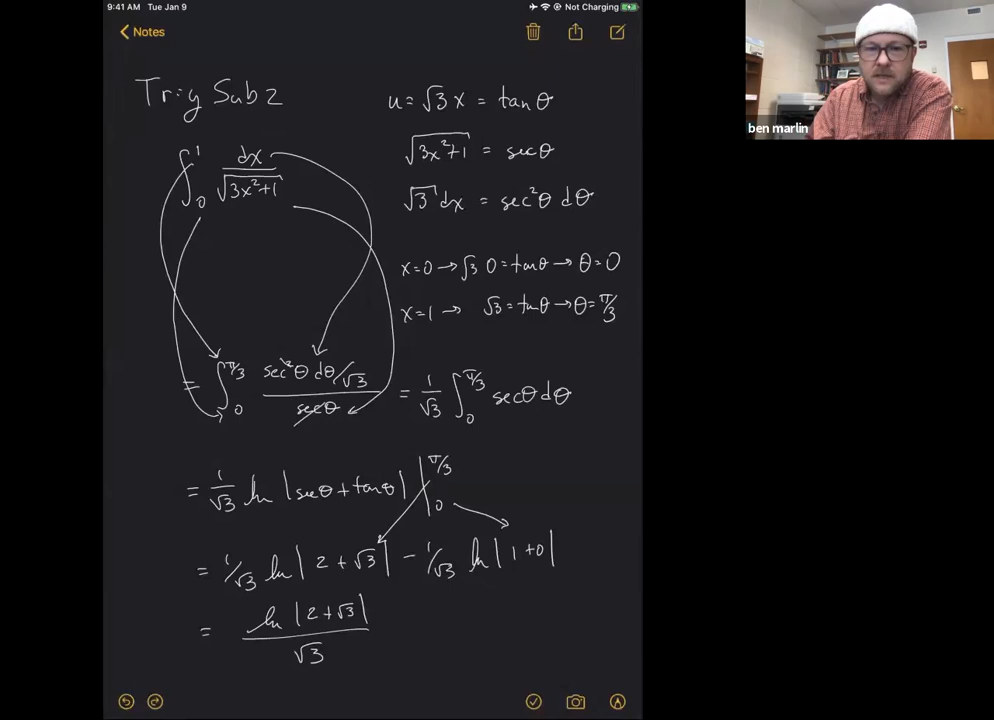 9:41 AM Tue Jan 9
Not Charging
Notes
Trig Sub 2
u = √3 x = tan θ
√(3x²+1) = sec θ
√3 dx = sec²θ dθ
∫₀¹ dx / √(3x²+1)
x=0 → √3 0 = tan θ → θ = 0
x=1 → √3 = tan θ → θ = π/3
= ∫₀^(π/3) (sec²θ dθ/√3) / sec θ = 1/√3 ∫₀^(π/3) sec θ dθ
= 1/√3 ln |sec θ + tan θ| |₀^(π/3)
= 1/√3 ln |2 + √3| − 1/√3 ln |1 + 0|
= ln |2 + √3| / √3
ben marlin